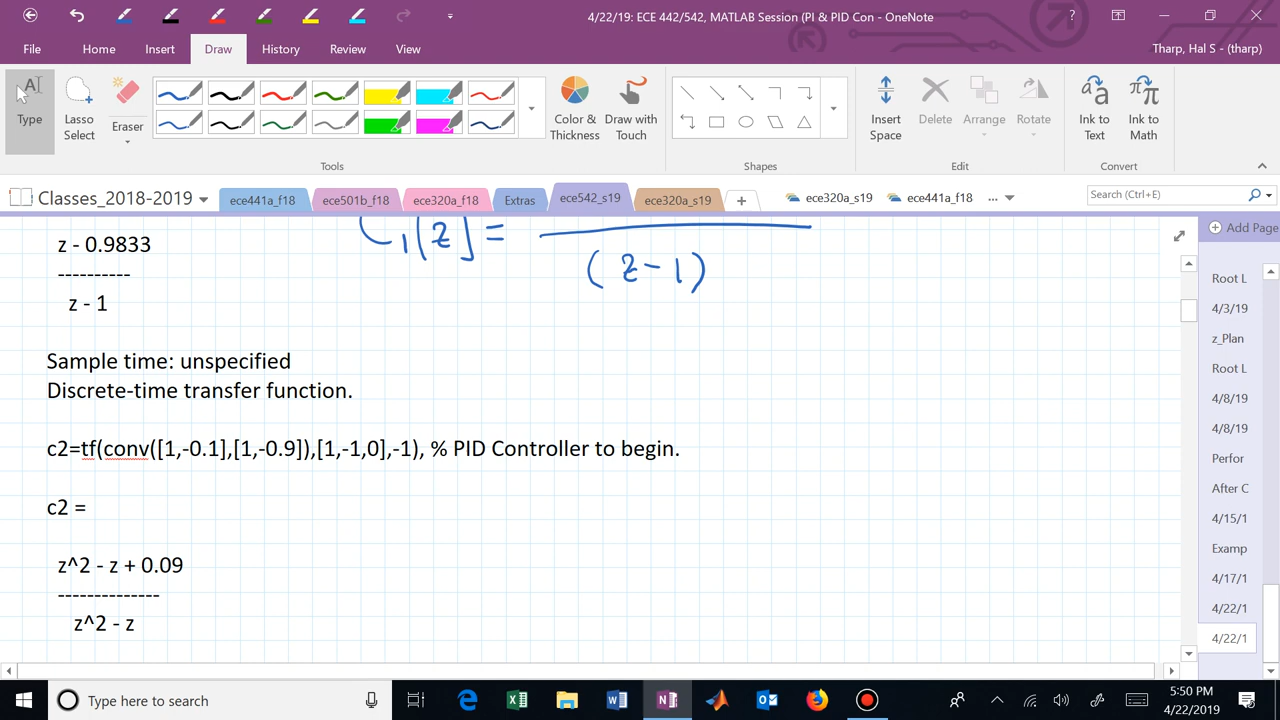 4/22/19: ECE 442/542, MATLAB Session (PI & PID Con - OneNote
?
File Home Insert Draw History Review View
Tharp, Hal S - (tharp)
Type
Lasso Select
Eraser
Color & Thickness
Draw with Touch
Insert Space
Delete
Arrange
Rotate
Ink to Text
Ink to Math
Tools
Shapes
Edit
Convert
Classes_2018-2019
ece441a_f18
ece501b_f18
ece320a_f18
Extras
ece542_s19
ece320a_s19
ece320a_s19
ece441a_f18
...
Search (Ctrl+E)
Add Page
z - 0.9833
----------
z - 1
C1[z] =
(z - 1)
Sample time: unspecified
Discrete-time transfer function.
c2=tf(conv([1,-0.1],[1,-0.9]),[1,-1,0],-1), % PID Controller to begin.
c2 =
z^2 - z + 0.09
--------------
z^2 - z
Root L
4/3/19
z_Plan
Root L
4/8/19
4/8/19
Perfor
After C
4/15/1
Examp
4/17/1
4/22/1
4/22/1
Type here to search
5:50 PM
4/22/2019